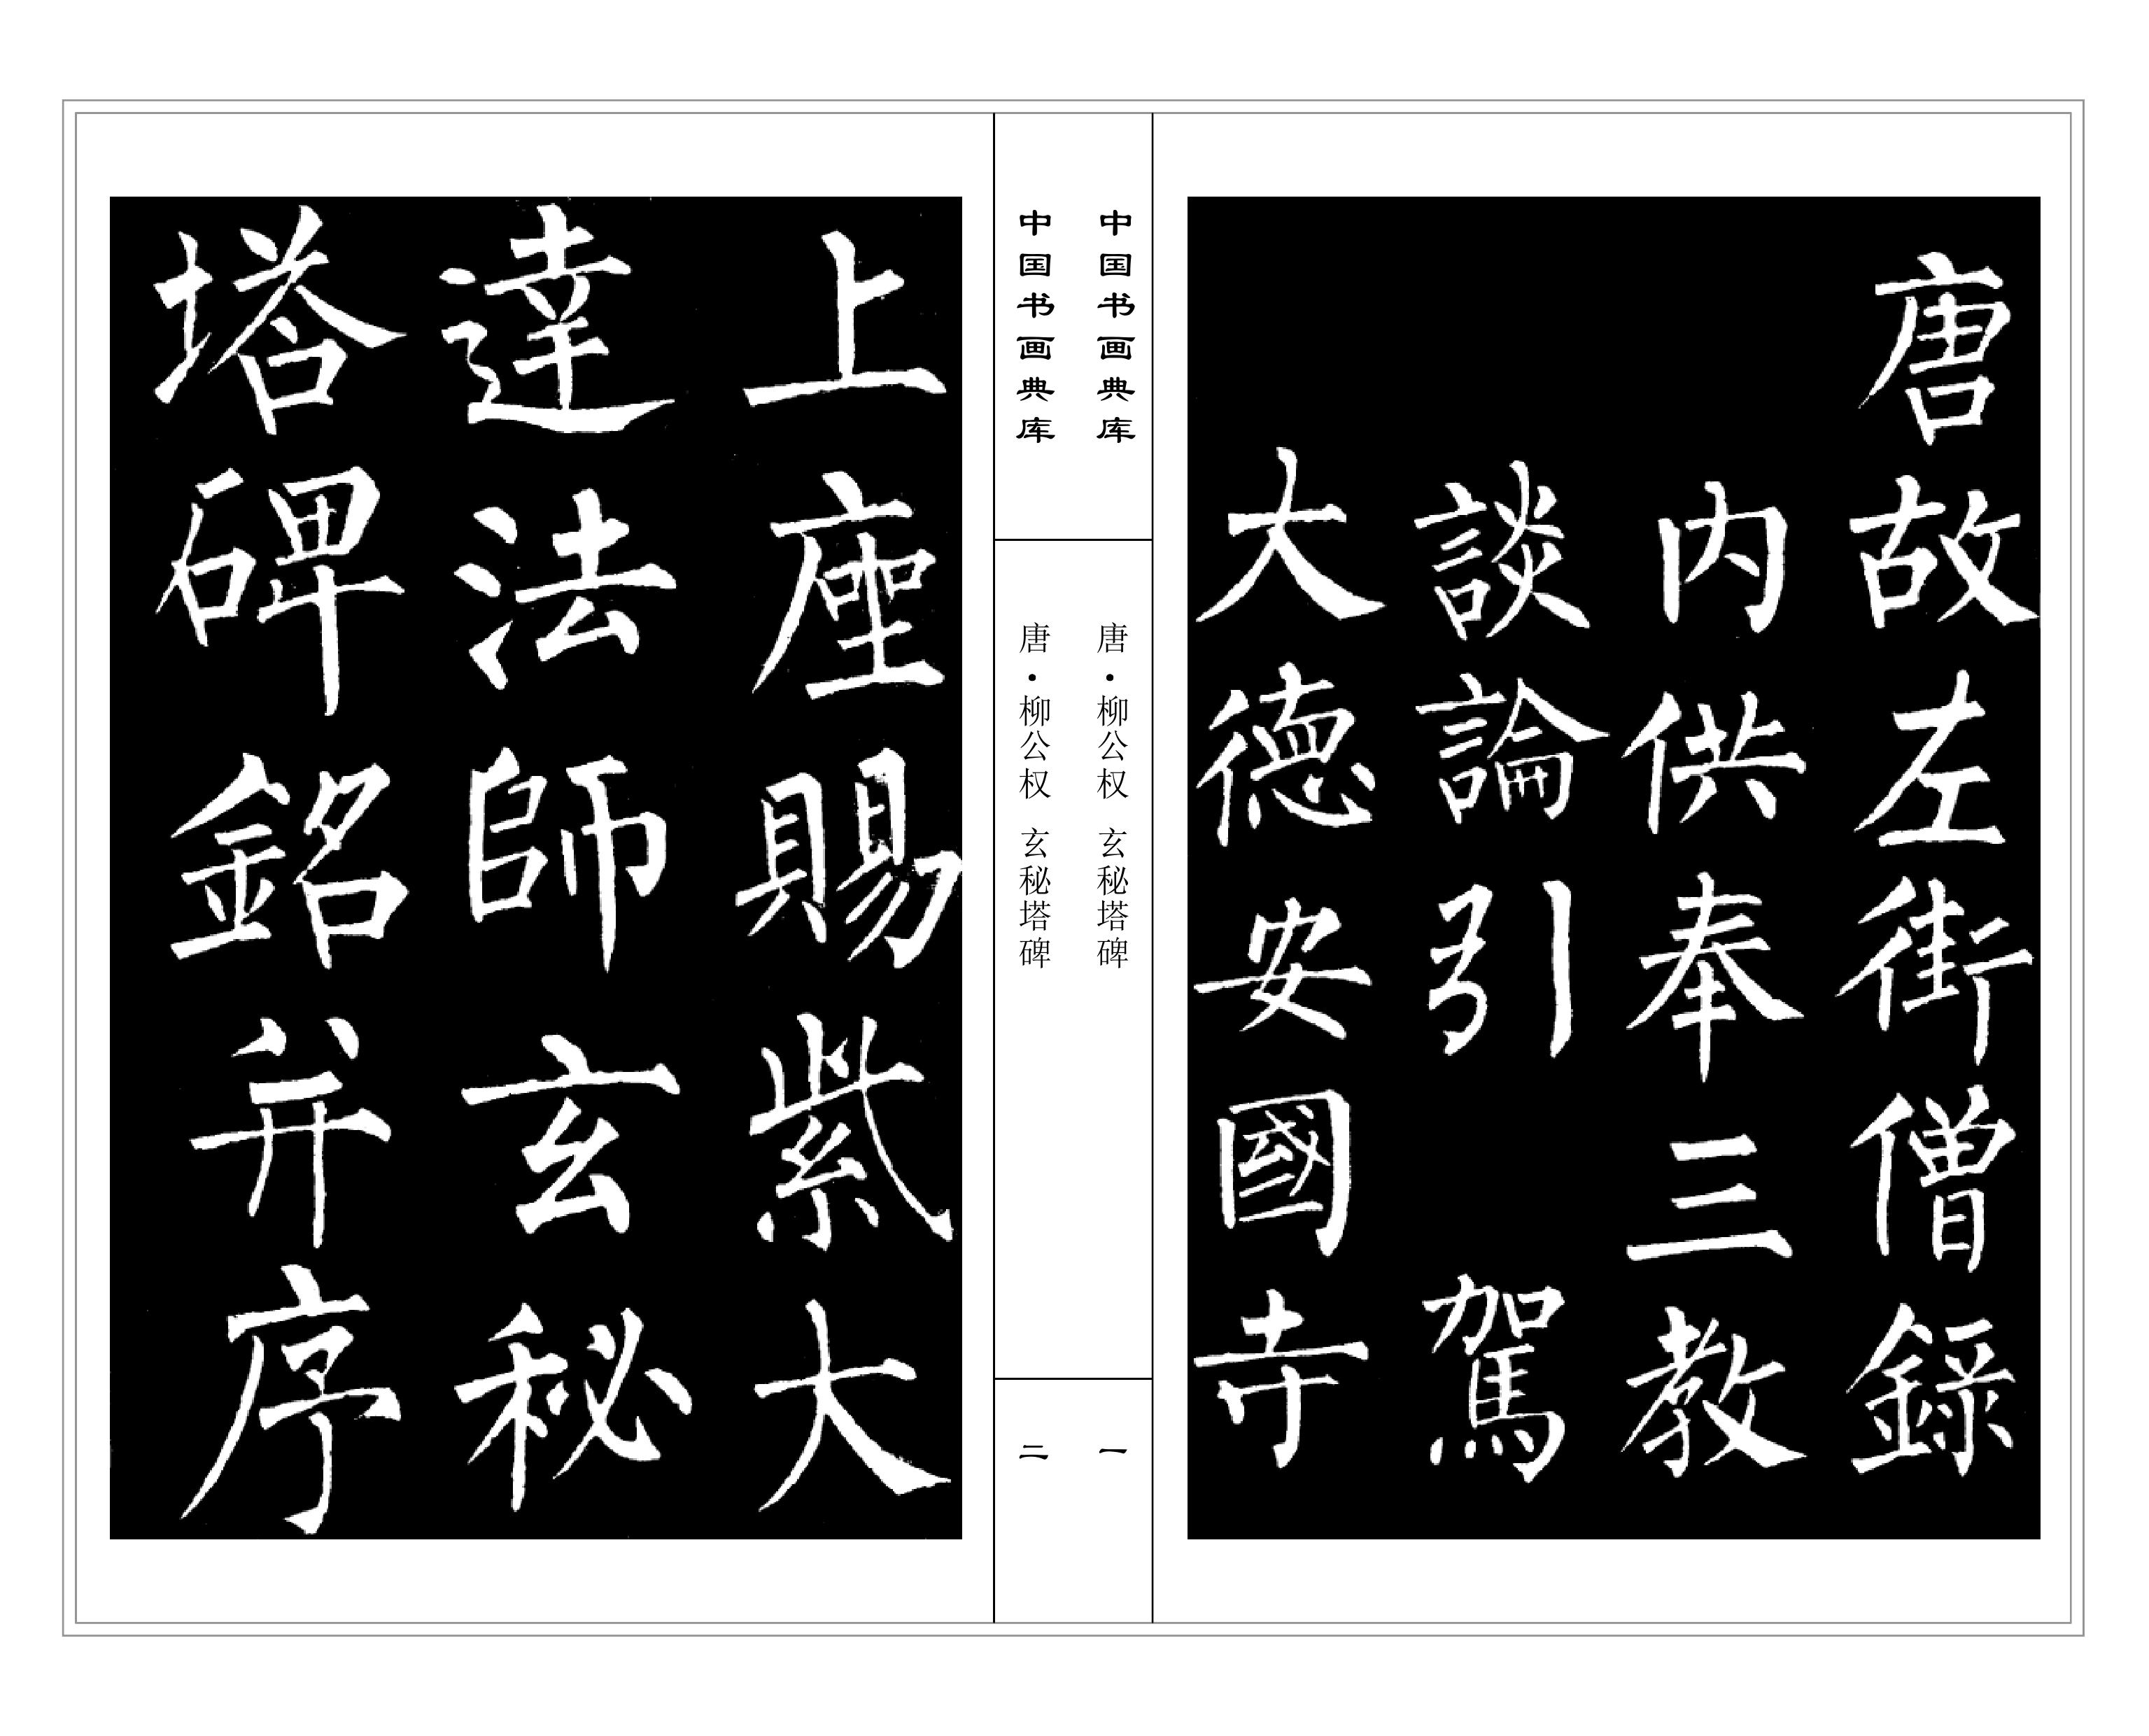 唐故左街僧錄
内供奉三教
談論引駕
大德安國寺
中国书画典库
唐·柳公权 玄秘塔碑
一
中国书画典库
唐·柳公权 玄秘塔碑
二
上座賜紫大
達法師玄秘
塔碑銘并序